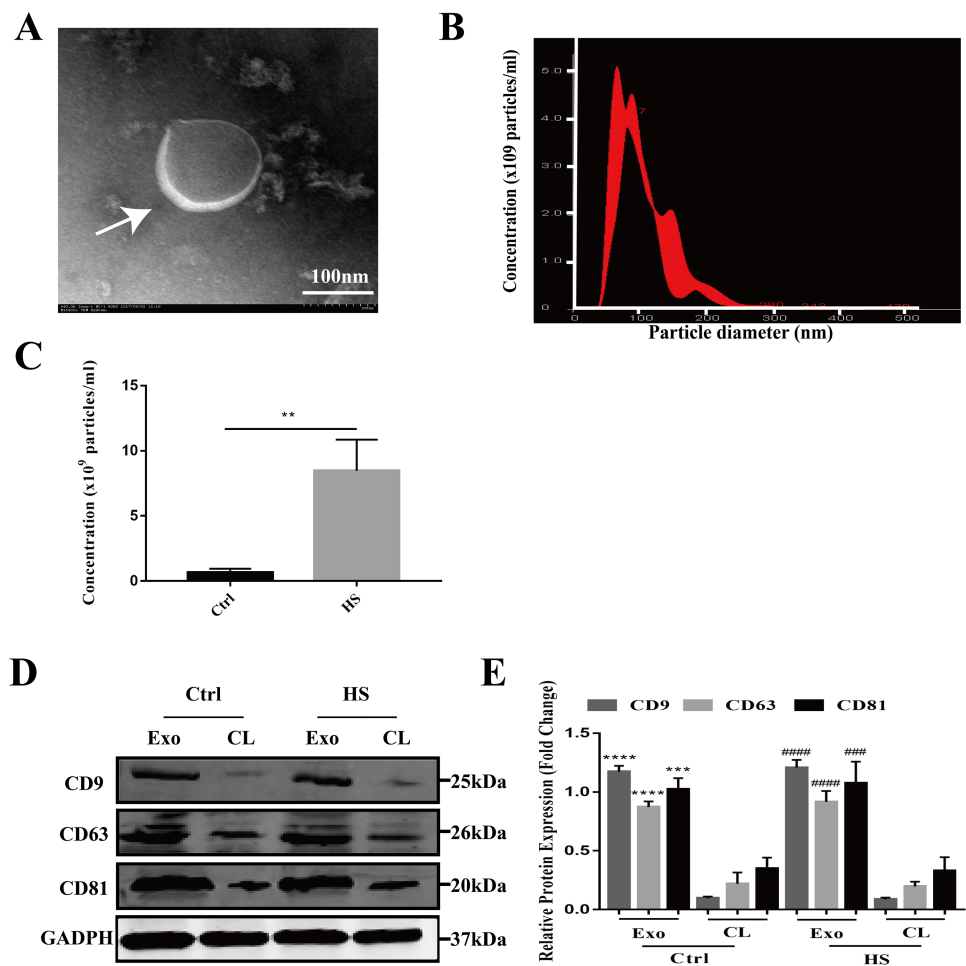 A
100nm
B
Concentration (x109 particles/ml)
5.0
4.0
3.0
2.0
1.0
0
7
0
100
200
300
400
500
Particle diameter (nm)
C
Concentration (x10⁹ particles/ml)
15
10
5
0
**
Ctrl
HS
D
Ctrl
HS
Exo
CL
Exo
CL
CD9
25kDa
CD63
26kDa
CD81
20kDa
GADPH
37kDa
E
CD9
CD63
CD81
Relative Protein Expression (Fold Change)
1.5
1.0
0.5
0.0
****
****
***
####
####
###
Exo
CL
Exo
CL
Ctrl
HS